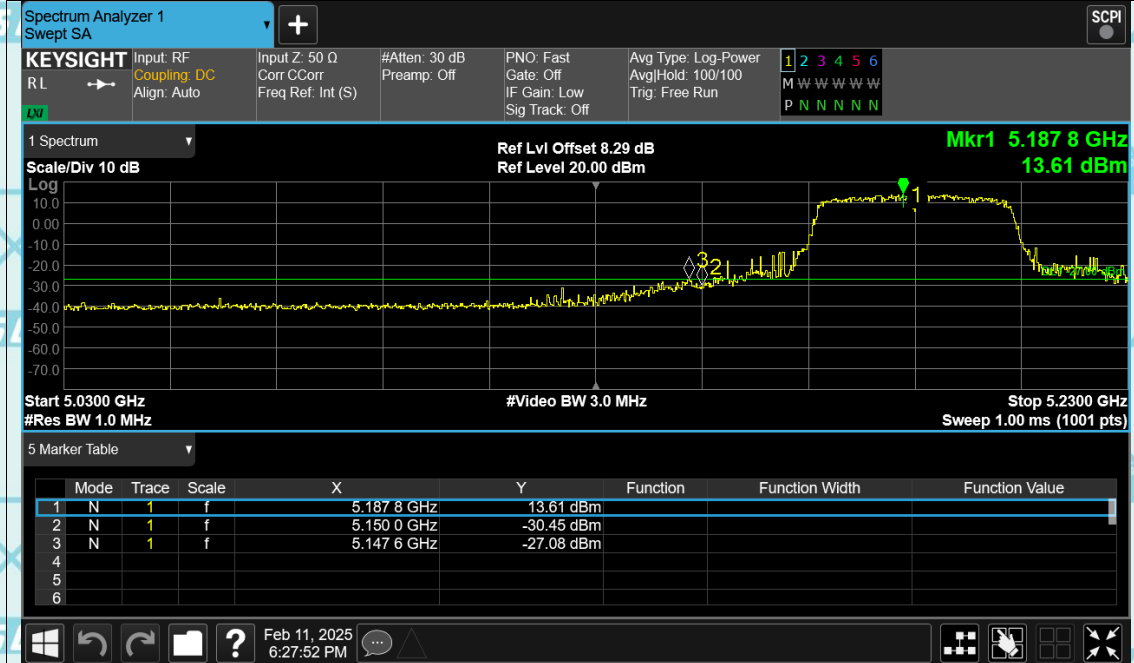 Spectrum Analyzer 1
Swept SA
+
SCPI
KEYSIGHT
R L
LXI
Input: RF
Coupling: DC
Align: Auto
Input Z: 50 Ω
Corr CCorr
Freq Ref: Int (S)
#Atten: 30 dB
Preamp: Off
PNO: Fast
Gate: Off
IF Gain: Low
Sig Track: Off
Avg Type: Log-Power
Avg|Hold: 100/100
Trig: Free Run
1 2 3 4 5 6
M W W W W W
P N N N N N
1 Spectrum
Scale/Div 10 dB
Ref Lvl Offset 8.29 dB
Ref Level 20.00 dBm
Mkr1 5.187 8 GHz
13.61 dBm
Log
10.0
0.00
-10.0
-20.0
-30.0
-40.0
-50.0
-60.0
-70.0
1
3
2
Start 5.0300 GHz
#Video BW 3.0 MHz
Stop 5.2300 GHz
#Res BW 1.0 MHz
Sweep 1.00 ms (1001 pts)
5 Marker Table
Mode Trace Scale X Y Function Function Width Function Value
1 N 1 f 5.187 8 GHz 13.61 dBm
2 N 1 f 5.150 0 GHz -30.45 dBm
3 N 1 f 5.147 6 GHz -27.08 dBm
4
5
6
?
Feb 11, 2025
6:27:52 PM